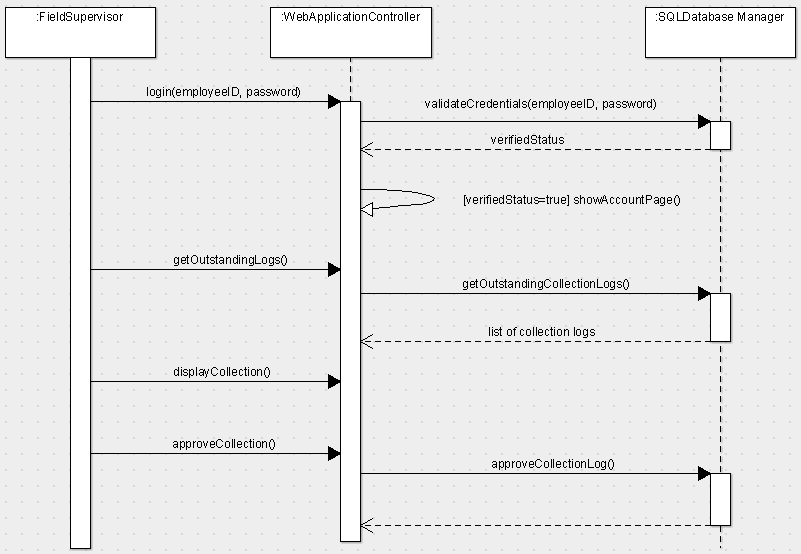 :FieldSupervisor
:WebApplicationController
:SQLDatabase Manager
login(employeeID, password)
validateCredentials(employeeID, password)
verifiedStatus
[verifiedStatus=true] showAccountPage()
getOutstandingLogs()
getOutstandingCollectionLogs()
list of collection logs
displayCollection()
approveCollection()
approveCollectionLog()